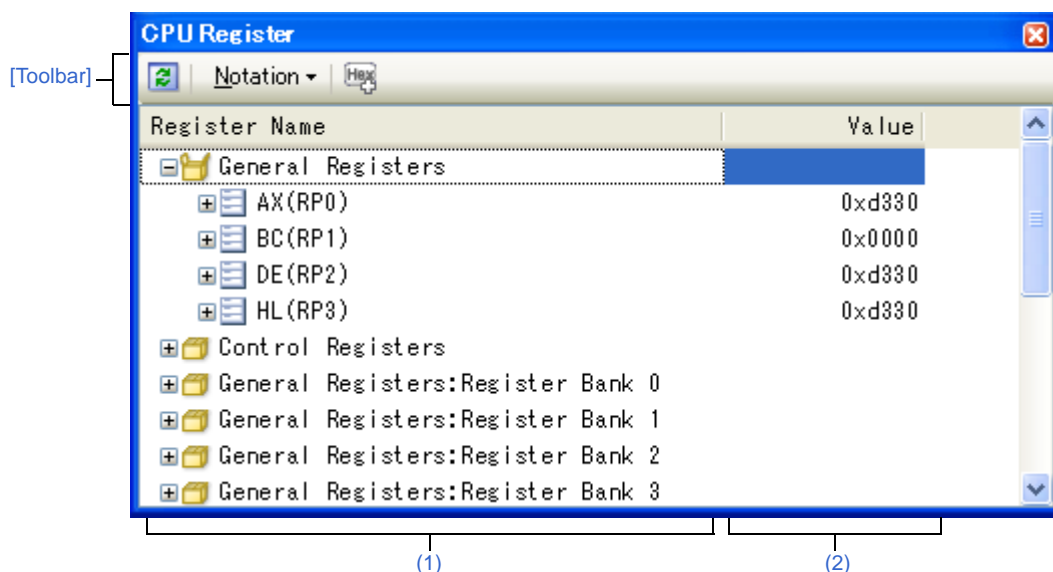 CPU Register
[Toolbar]
Notation
Hex
Register Name Value
General Registers
AX(RP0) 0xd330
BC(RP1) 0x0000
DE(RP2) 0xd330
HL(RP3) 0xd330
Control Registers
General Registers:Register Bank 0
General Registers:Register Bank 1
General Registers:Register Bank 2
General Registers:Register Bank 3
(1) (2)